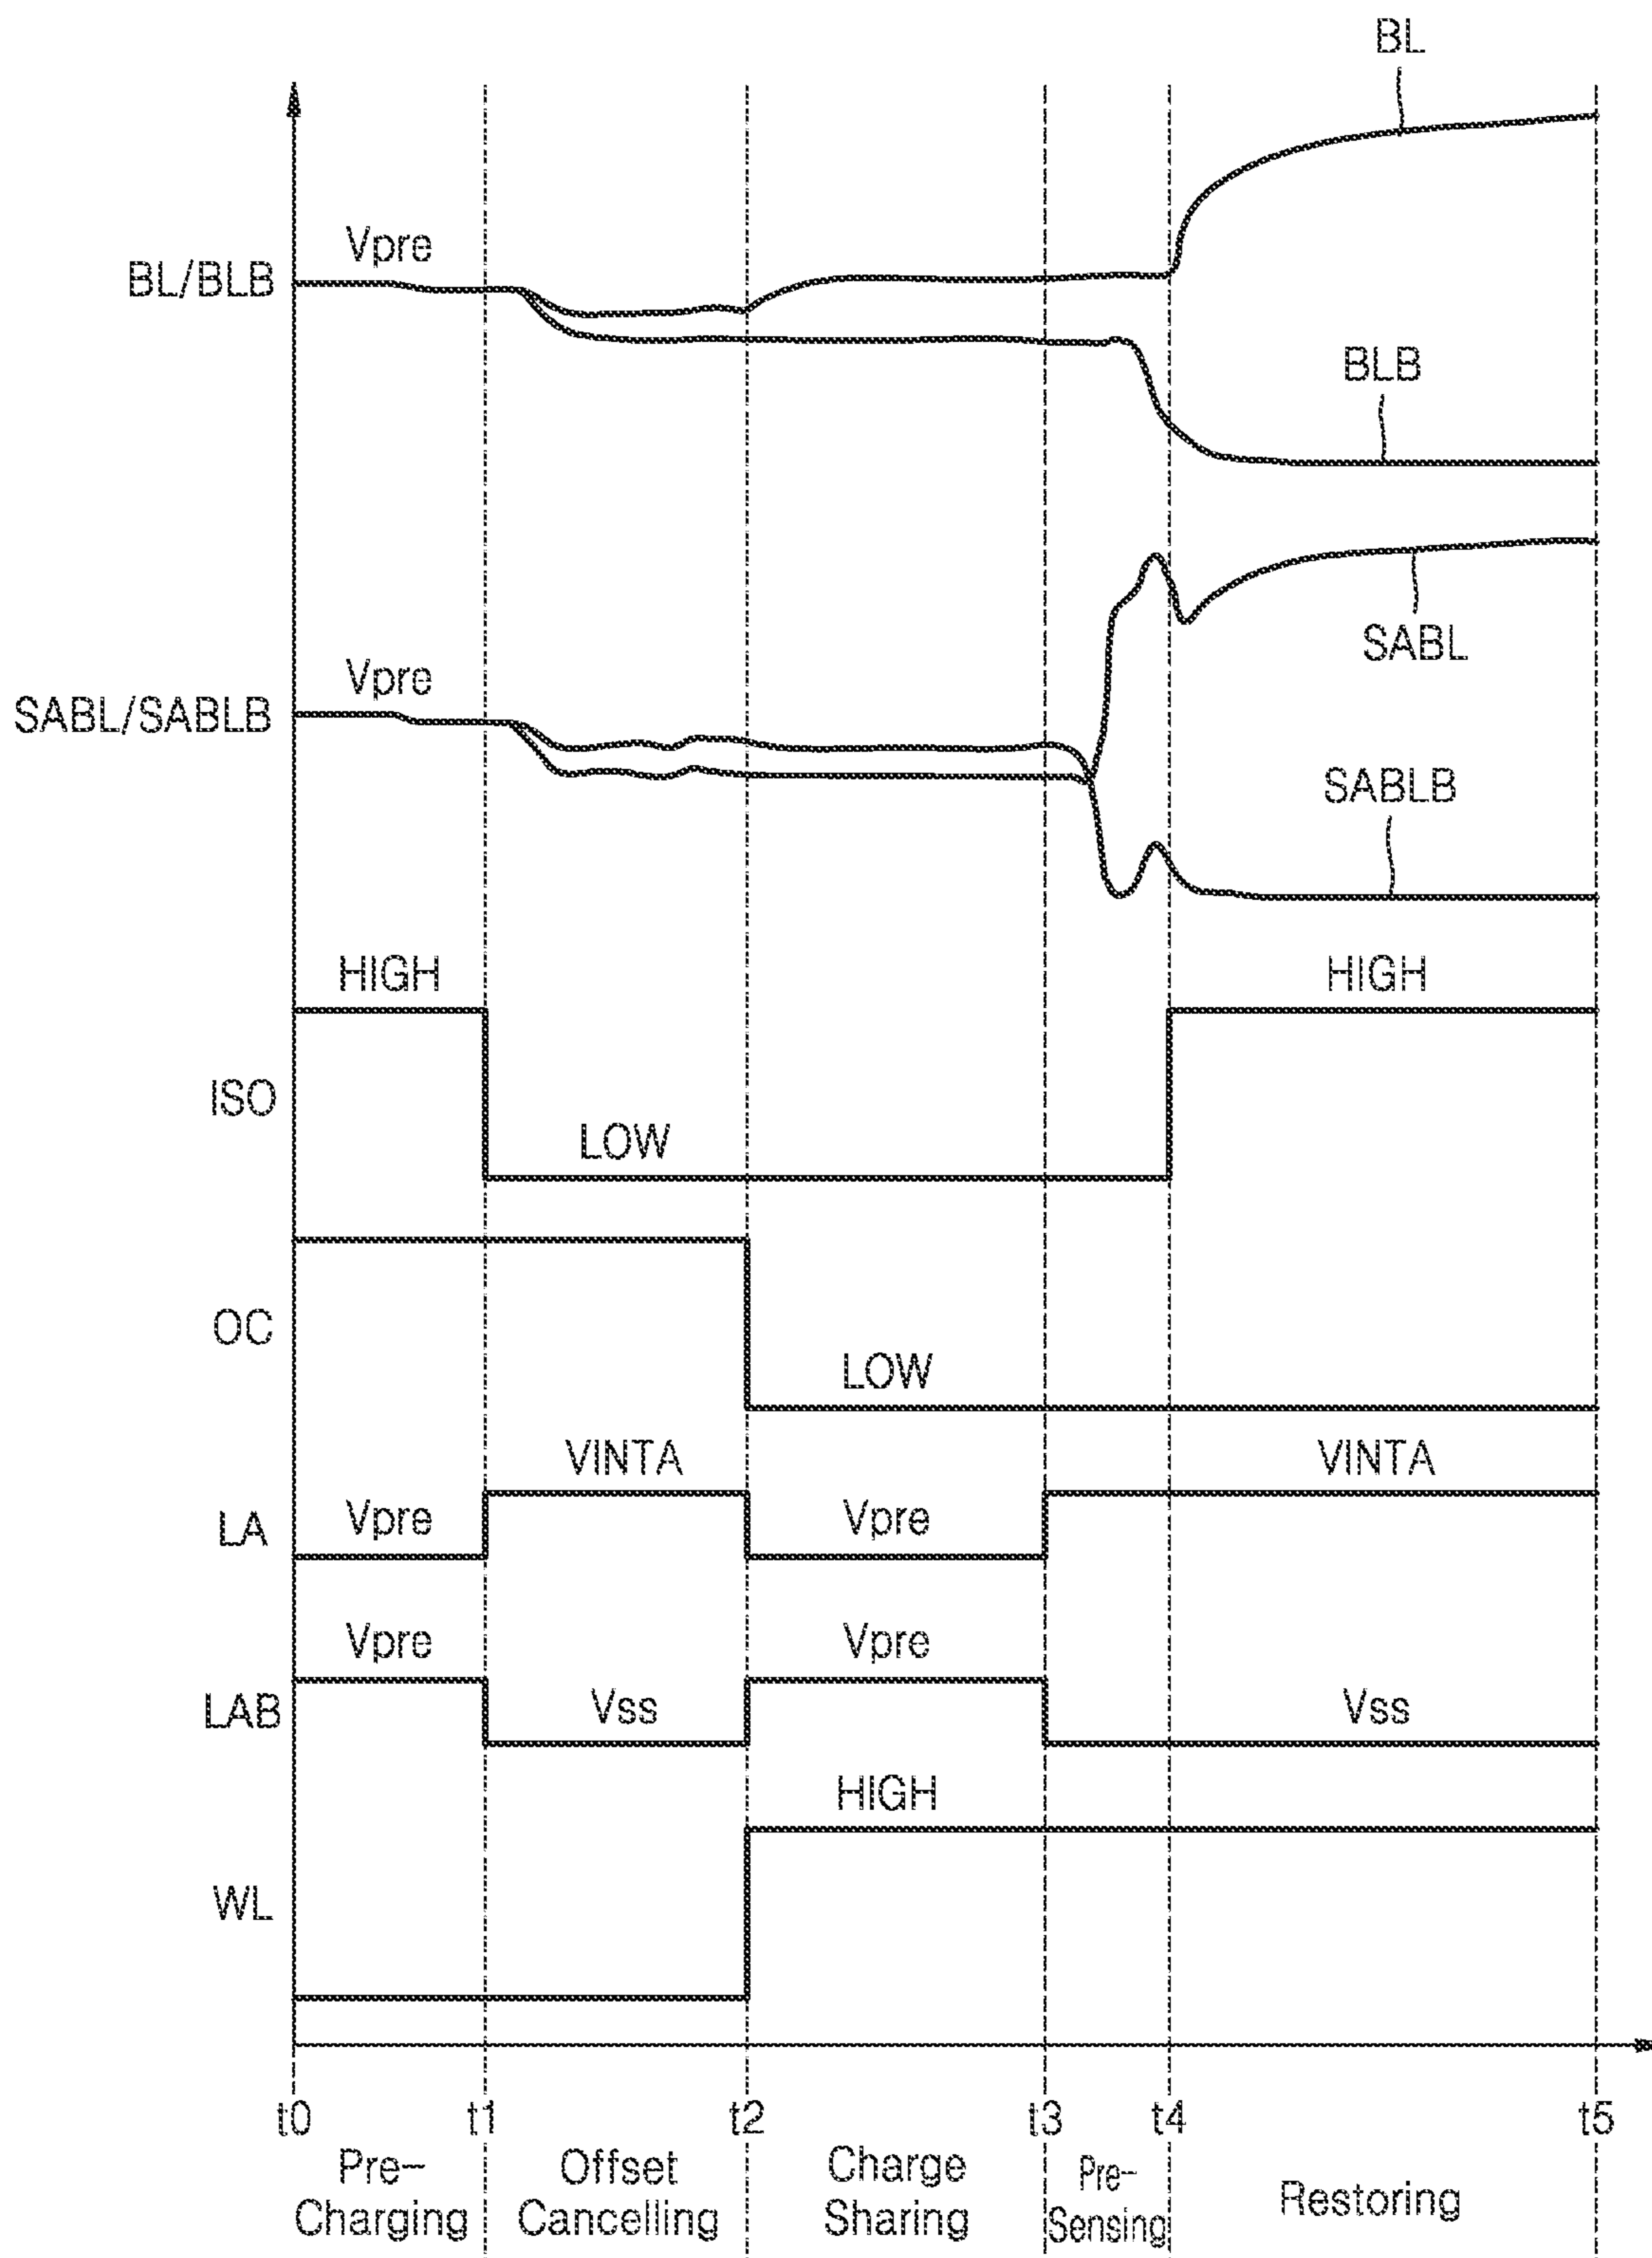 BL
Vpre
BL/BLB
BLB
Vpre
SABL/SABLB
SABL
SABLB
HIGH
HIGH
ISO
LOW
OC
LOW
VINTA
VINTA
LA
Vpre
Vpre
Vpre
Vpre
LAB
Vss
Vss
HIGH
WL
t0 t1 t2 t3 t4 t5
Pre-
Charging
Offset
Cancelling
Charge
Sharing
Pre-
Sensing
Restoring